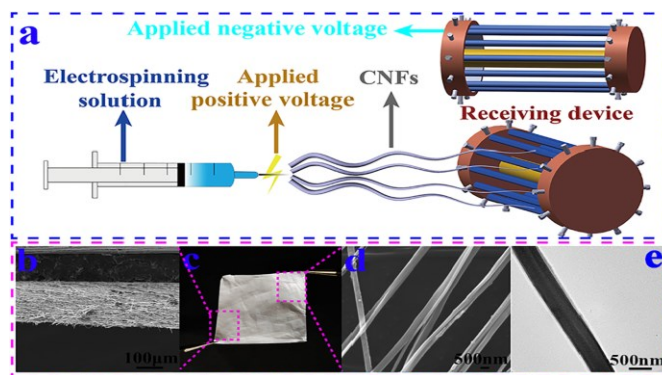 a
Applied negative voltage
Electrospinning
solution
Applied
positive voltage
CNFs
Receiving device
b
100μm
c
d
500nm
e
500nm